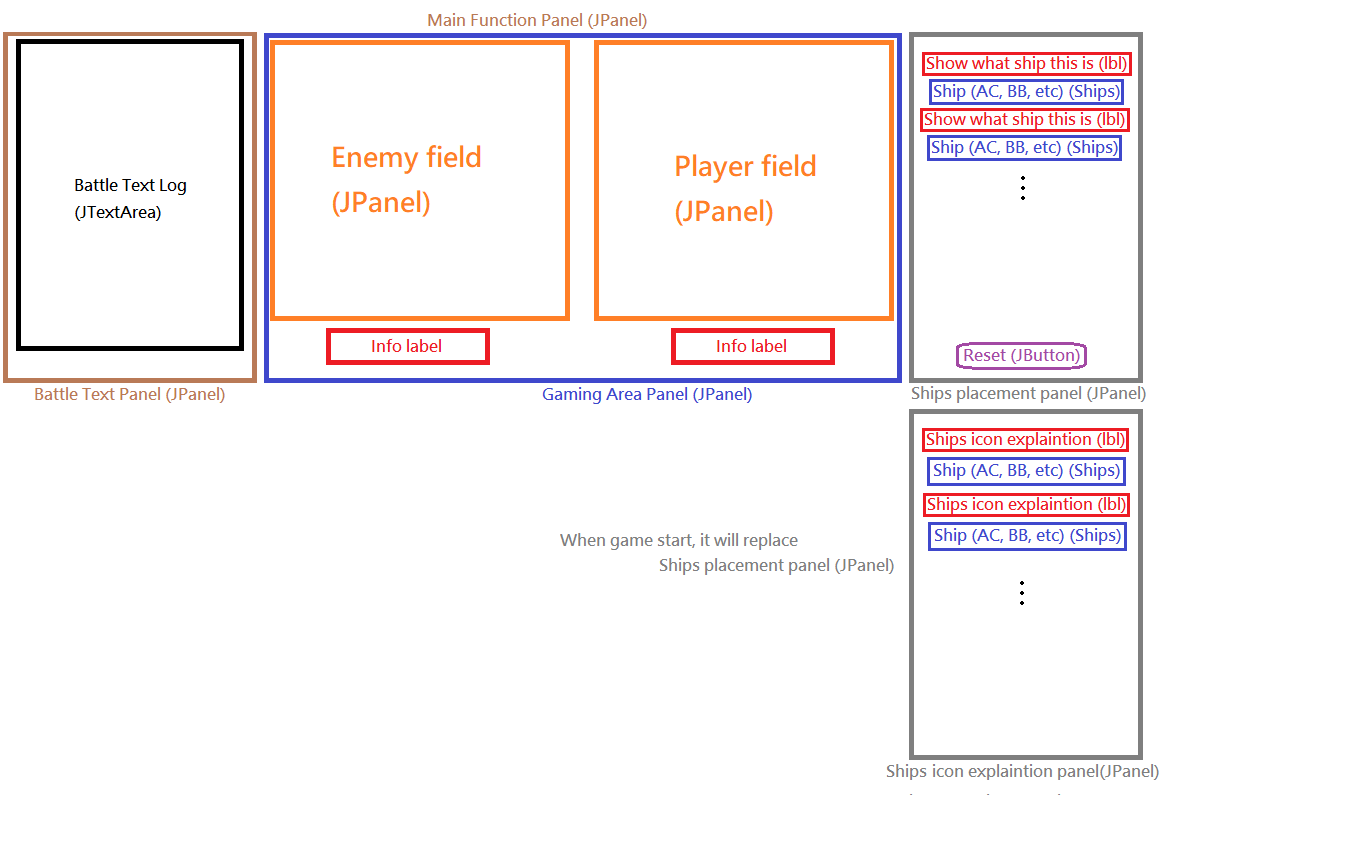 Main Function Panel (JPanel)
Battle Text Log
(JTextArea)
Battle Text Panel (JPanel)
Enemy field
(JPanel)
Info label
Player field
(JPanel)
Info label
Gaming Area Panel (JPanel)
Show what ship this is (lbl)
Ship (AC, BB, etc) (Ships)
Show what ship this is (lbl)
Ship (AC, BB, etc) (Ships)
Reset (JButton)
Ships placement panel (JPanel)
When game start, it will replace
Ships placement panel (JPanel)
Ships icon explaintion (lbl)
Ship (AC, BB, etc) (Ships)
Ships icon explaintion (lbl)
Ship (AC, BB, etc) (Ships)
Ships icon explaintion panel(JPanel)